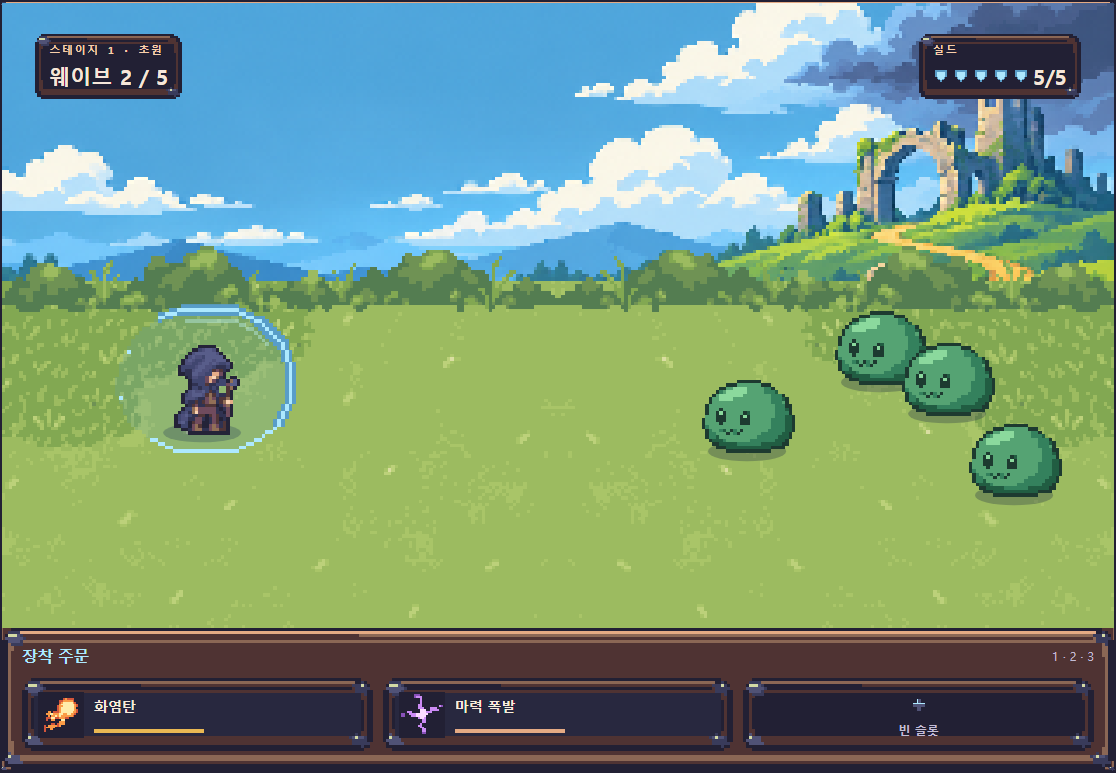 스테이지 1 · 초원
웨이브 2 / 5
실드
5/5
장착 주문
1 · 2 · 3
화염탄
마력 폭발
빈 슬롯